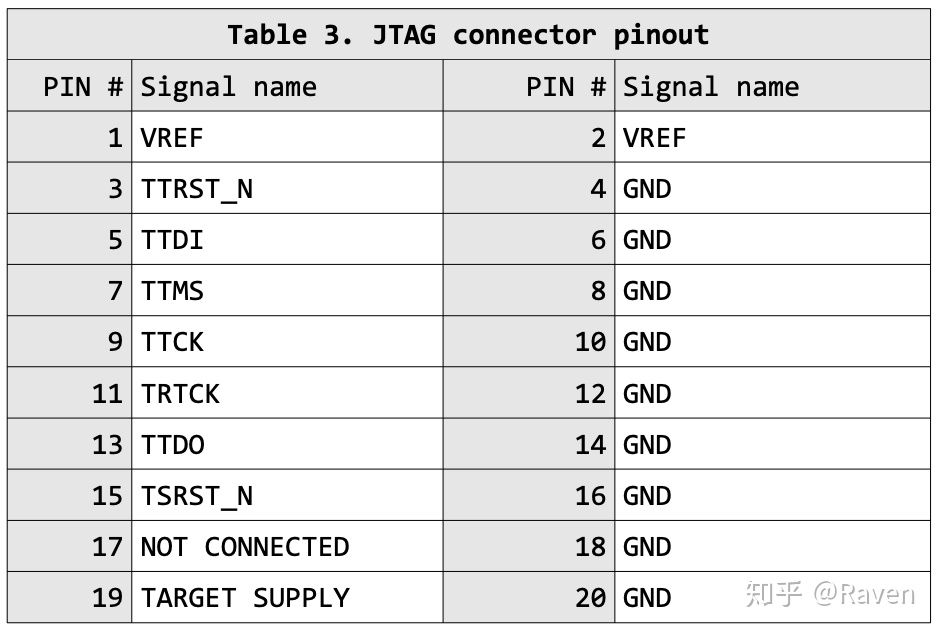 Table 3. JTAG connector pinout
PIN # Signal name PIN # Signal name
1 VREF 2 VREF
3 TTRST_N 4 GND
5 TTDI 6 GND
7 TTMS 8 GND
9 TTCK 10 GND
11 TRTCK 12 GND
13 TTDO 14 GND
15 TSRST_N 16 GND
17 NOT CONNECTED 18 GND
19 TARGET SUPPLY 20 GND
知乎 @Raven